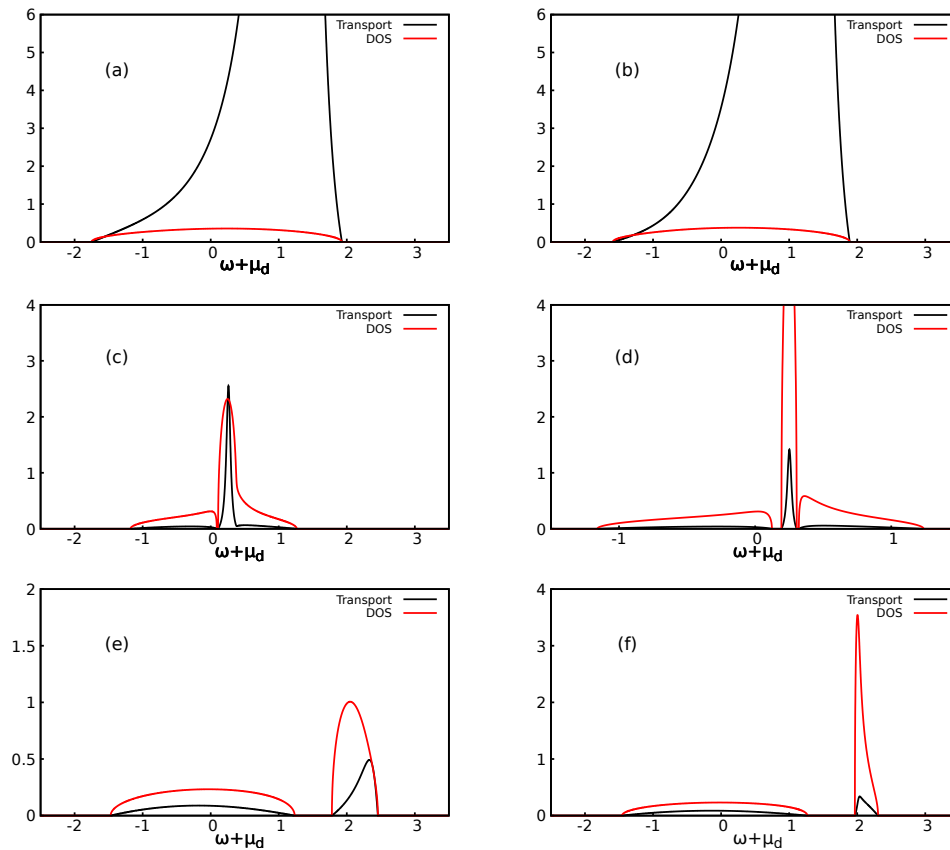 6
5
4
3
2
1
0
Transport
DOS
(a)
-2 -1 0 1 2 3
ω+μd
6
5
4
3
2
1
0
Transport
DOS
(b)
-2 -1 0 1 2 3
ω+μd
4
3
2
1
0
Transport
DOS
(c)
-2 -1 0 1 2 3
ω+μd
4
3
2
1
0
Transport
DOS
(d)
-1 0 1
ω+μd
2
1.5
1
0.5
0
Transport
DOS
(e)
-2 -1 0 1 2 3
ω+μd
4
3
2
1
0
Transport
DOS
(f)
-2 -1 0 1 2 3
ω+μd